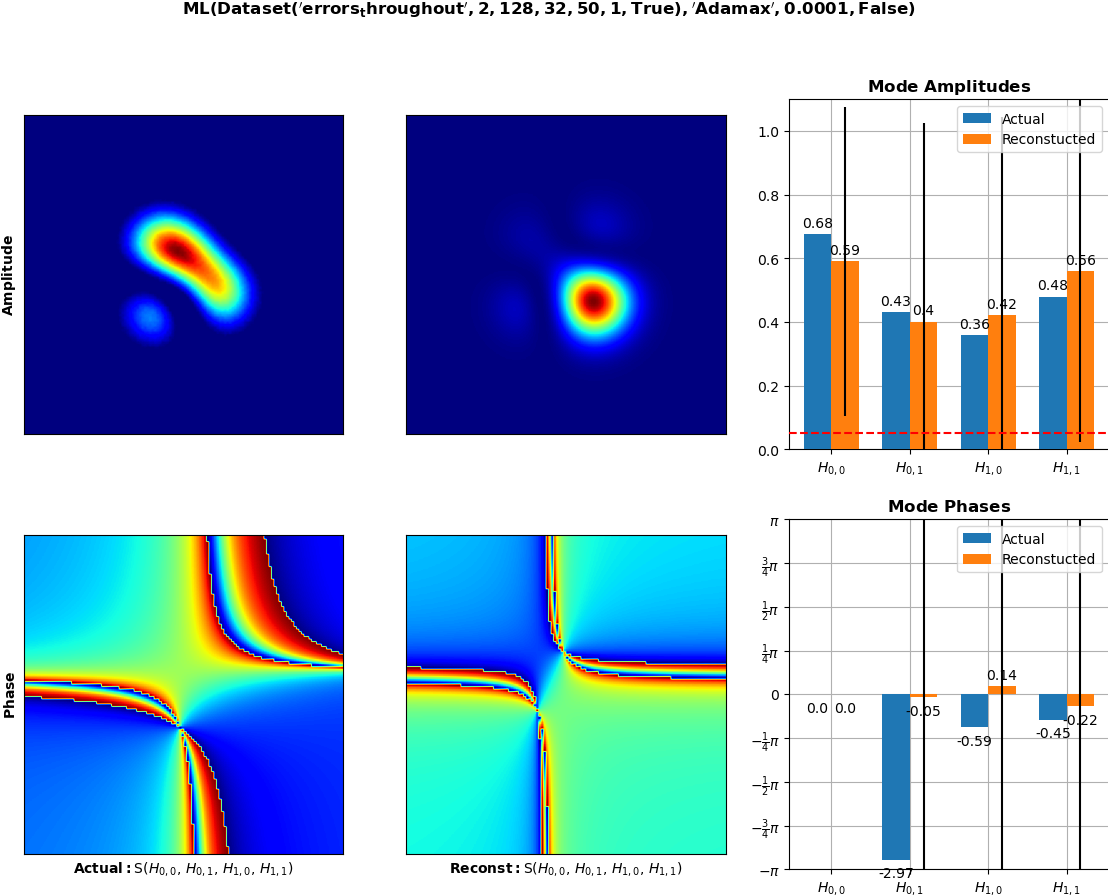 ML(Dataset('errors_throughout', 2, 128, 32, 50, 1, True), 'Adamax', 0.0001, False)
Amplitude
Mode Amplitudes
Actual
Reconstucted
1.0
0.8
0.6
0.4
0.2
0.0
0.68
0.59
0.43
0.4
0.36
0.42
0.48
0.56
H0,0
H0,1
H1,0
H1,1
Phase
Actual: S(H0,0, H0,1, H1,0, H1,1)
Reconst: S(H0,0, H0,1, H1,0, H1,1)
Mode Phases
Actual
Reconstucted
π
3/4π
1/2π
1/4π
0
−1/4π
−1/2π
−3/4π
−π
0.0
0.0
-2.97
-0.05
-0.59
0.14
-0.45
-0.22
H0,0
H0,1
H1,0
H1,1